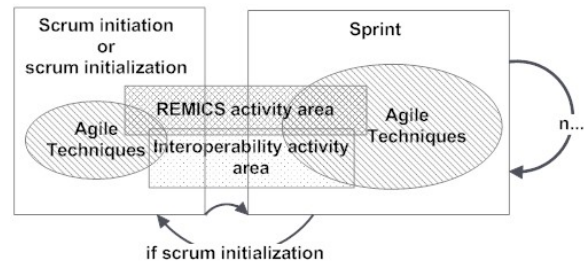 Scrum initiation
or
scrum initialization
Sprint
REMICS activity area
Agile
Techniques
Interoperability activity
area
Agile
Techniques
n...
if scrum initialization